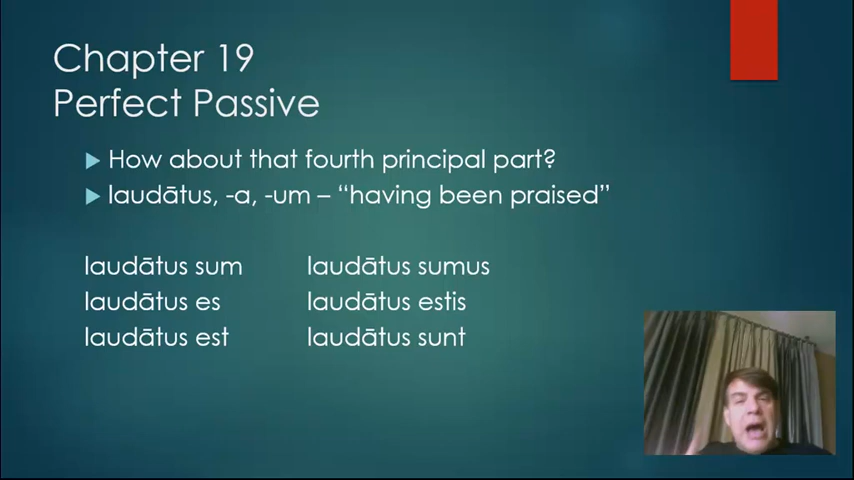 Chapter 19
Perfect Passive
How about that fourth principal part?
laudātus, -a, -um – “having been praised”
laudātus sum laudātus sumus
laudātus es laudātus estis
laudātus est laudātus sunt